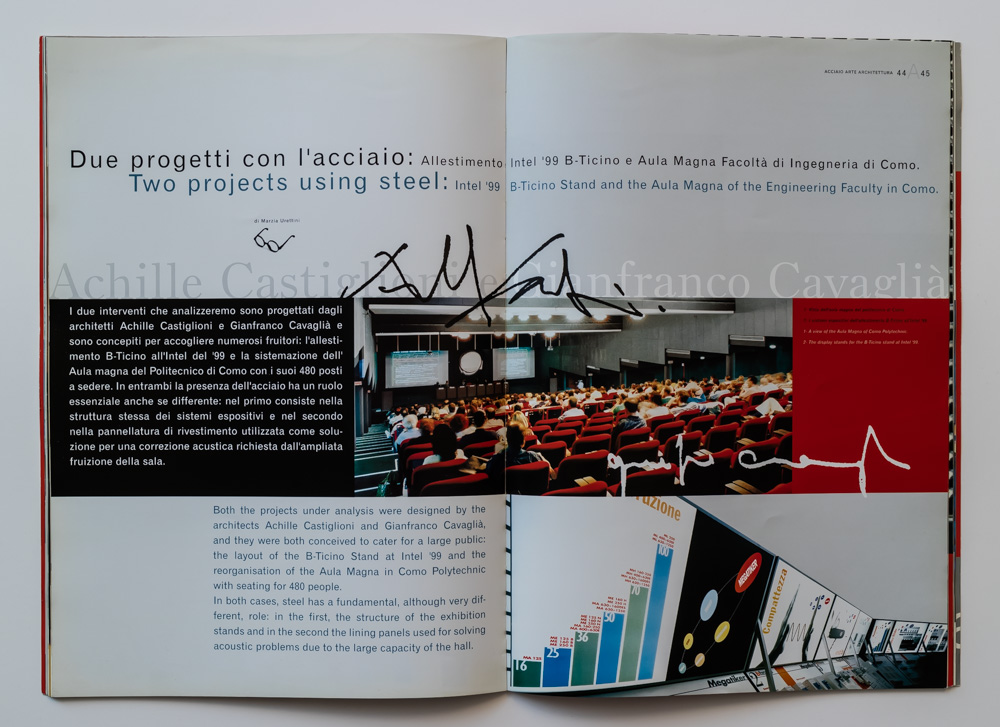 ACCIAIO ARTE ARCHITETTURA 44 A 45
Due progetti con l'acciaio: Allestimento Intel '99 B-Ticino e Aula Magna Facoltà di Ingegneria di Como.
Two projects using steel: Intel '99 B-Ticino Stand and the Aula Magna of the Engineering Faculty in Como.
di Marzia Urettini
Achille Castiglioni e Gianfranco Cavaglià
I due interventi che analizzeremo sono progettati dagli
architetti Achille Castiglioni e Gianfranco Cavaglià e
sono concepiti per accogliere numerosi fruitori: l'allesti-
mento B-Ticino all'Intel del '99 e la sistemazione dell'
Aula magna del Politecnico di Como con i suoi 480 posti
a sedere. In entrambi la presenza dell'acciaio ha un ruolo
essenziale anche se differente: nel primo consiste nella
struttura stessa dei sistemi espositivi e nel secondo
nella pannellatura di rivestimento utilizzata come solu-
zione per una correzione acustica richiesta dall'ampliata
fruizione della sala.
1 A view of the Aula Magna at Como Polytechnic.
2 The display stands for the B-Ticino stand at Intel '99.
Both the projects under analysis were designed by the
architects Achille Castiglioni and Gianfranco Cavaglià,
and they were both conceived to cater for a large public:
the layout of the B-Ticino Stand at Intel '99 and the
reorganisation of the Aula Magna in Como Polytechnic
with seating for 480 people.
In both cases, steel has a fundamental, although very dif-
ferent, role: in the first, the structure of the exhibition
stands and in the second the lining panels used for solving
acoustic problems due to the large capacity of the hall.
16
25
36
50
70
100
MA 125
MEGATIKER
Compattezza
Megatiker